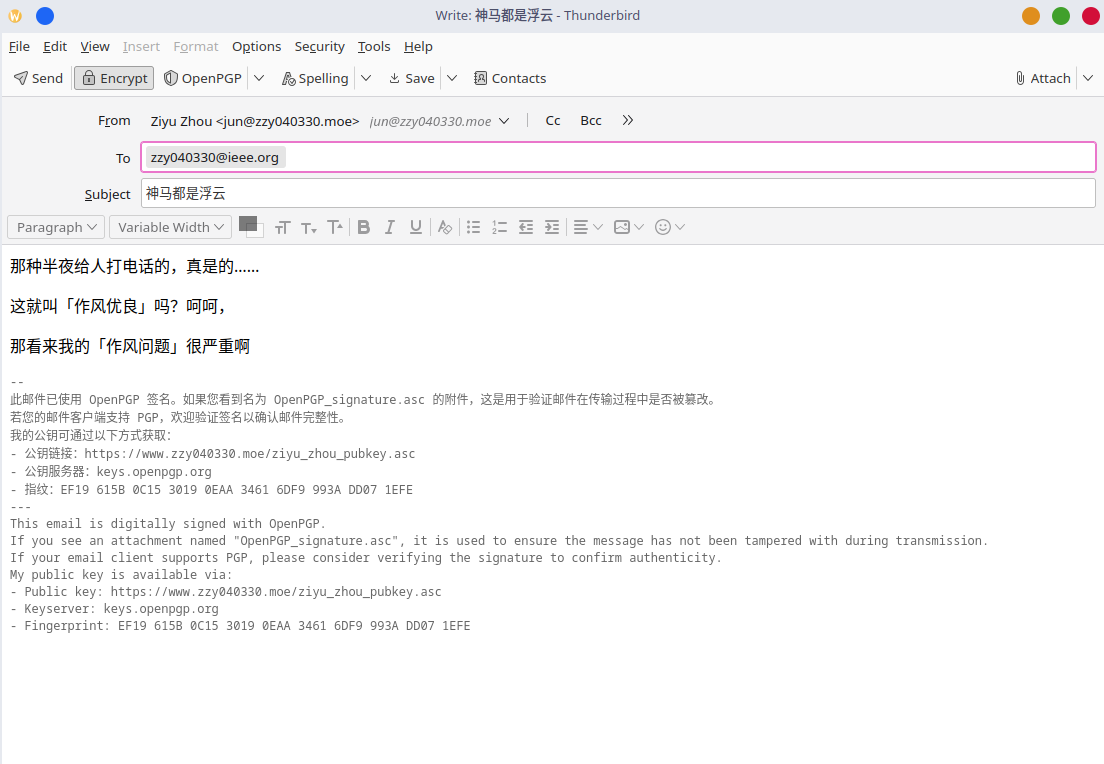 Write: 神马都是浮云 - Thunderbird
File Edit View Insert Format Options Security Tools Help
Send Encrypt OpenPGP Spelling Save Contacts Attach
From Ziyu Zhou <jun@zzy040330.moe> jun@zzy040330.moe Cc Bcc
To zzy040330@ieee.org
Subject 神马都是浮云
Paragraph Variable Width
那种半夜给人打电话的，真是的……
这就叫「作风优良」吗？呵呵，
那看来我的「作风问题」很严重啊
--
此邮件已使用 OpenPGP 签名。如果您看到名为 OpenPGP_signature.asc 的附件，这是用于验证邮件在传输过程中是否被篡改。
若您的邮件客户端支持 PGP，欢迎验证签名以确认邮件完整性。
我的公钥可通过以下方式获取：
- 公钥链接：https://www.zzy040330.moe/ziyu_zhou_pubkey.asc
- 公钥服务器：keys.openpgp.org
- 指纹：EF19 615B 0C15 3019 0EAA 3461 6DF9 993A DD07 1EFE
---
This email is digitally signed with OpenPGP.
If you see an attachment named "OpenPGP_signature.asc", it is used to ensure the message has not been tampered with during transmission.
If your email client supports PGP, please consider verifying the signature to confirm authenticity.
My public key is available via:
- Public key: https://www.zzy040330.moe/ziyu_zhou_pubkey.asc
- Keyserver: keys.openpgp.org
- Fingerprint: EF19 615B 0C15 3019 0EAA 3461 6DF9 993A DD07 1EFE